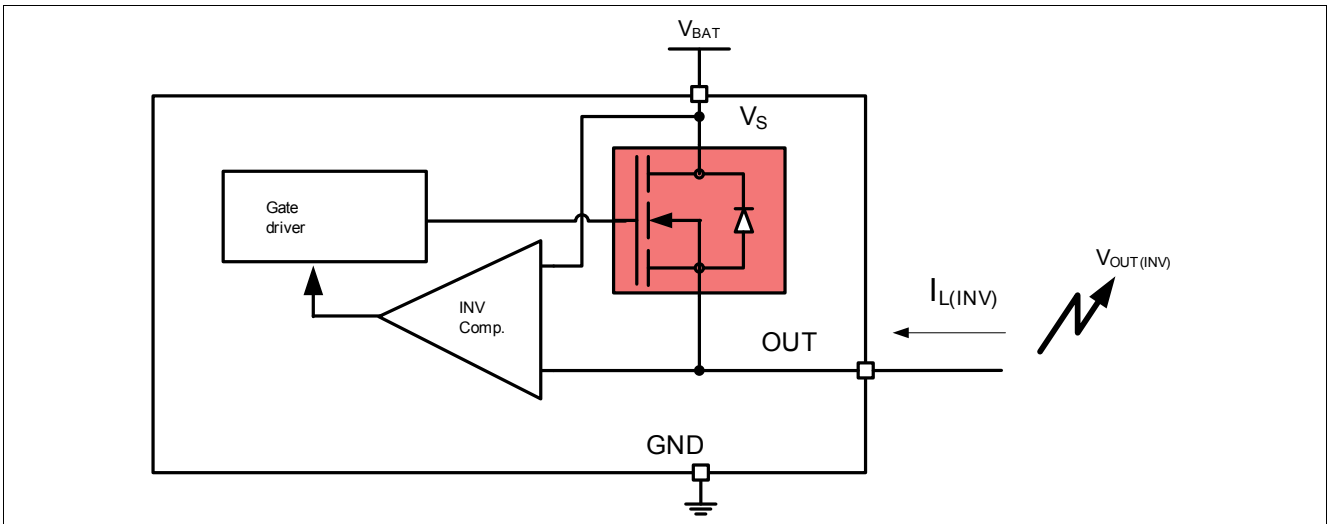 VBAT
VS
Gate
driver
INV
Comp.
OUT
IL(INV)
VOUT(INV)
GND